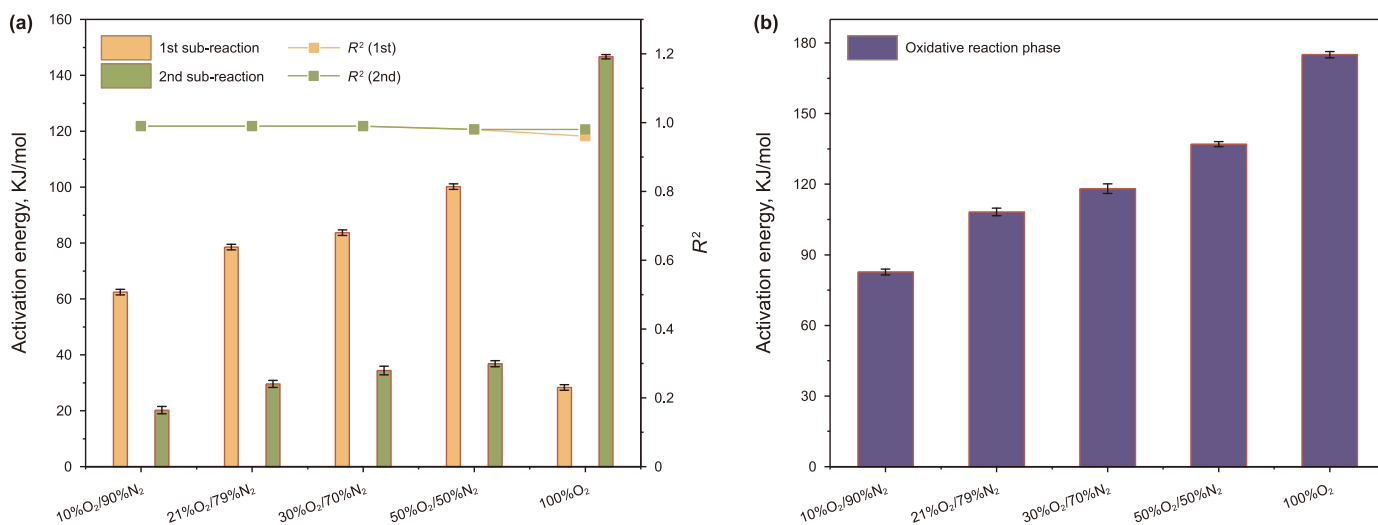 (a)
1st sub-reaction
R² (1st)
2nd sub-reaction
R² (2nd)
Activation energy, KJ/mol
160
140
120
100
80
60
40
20
0
1.2
1.0
0.8
0.6
0.4
0.2
0
R²
10%O₂/90%N₂
21%O₂/79%N₂
30%O₂/70%N₂
50%O₂/50%N₂
100%O₂
(b)
Oxidative reaction phase
Activation energy, KJ/mol
180
150
120
90
60
30
0
10%O₂/90%N₂
21%O₂/79%N₂
30%O₂/70%N₂
50%O₂/50%N₂
100%O₂